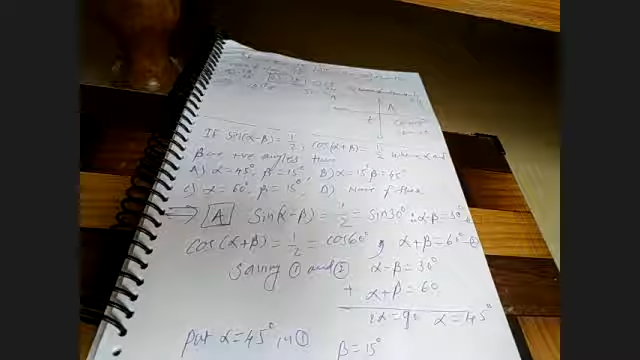 If sin(α-β)=1/2, cos(α+β)=1/2 where α and
β are +ve angles then
A) α=45°, β=15°, B) α=15° β=45°
c) α=60°, β=15°, D) None of these
⇒ A Sin(α-β) = 1/2 = sin30° ∴ α-β=30°
cos(α+β) = 1/2 = cos60° α+β=60° ②
① and ② α-β=30°
+ α+β=60
2α=90 α=45°
put α=45° in ① β=15°